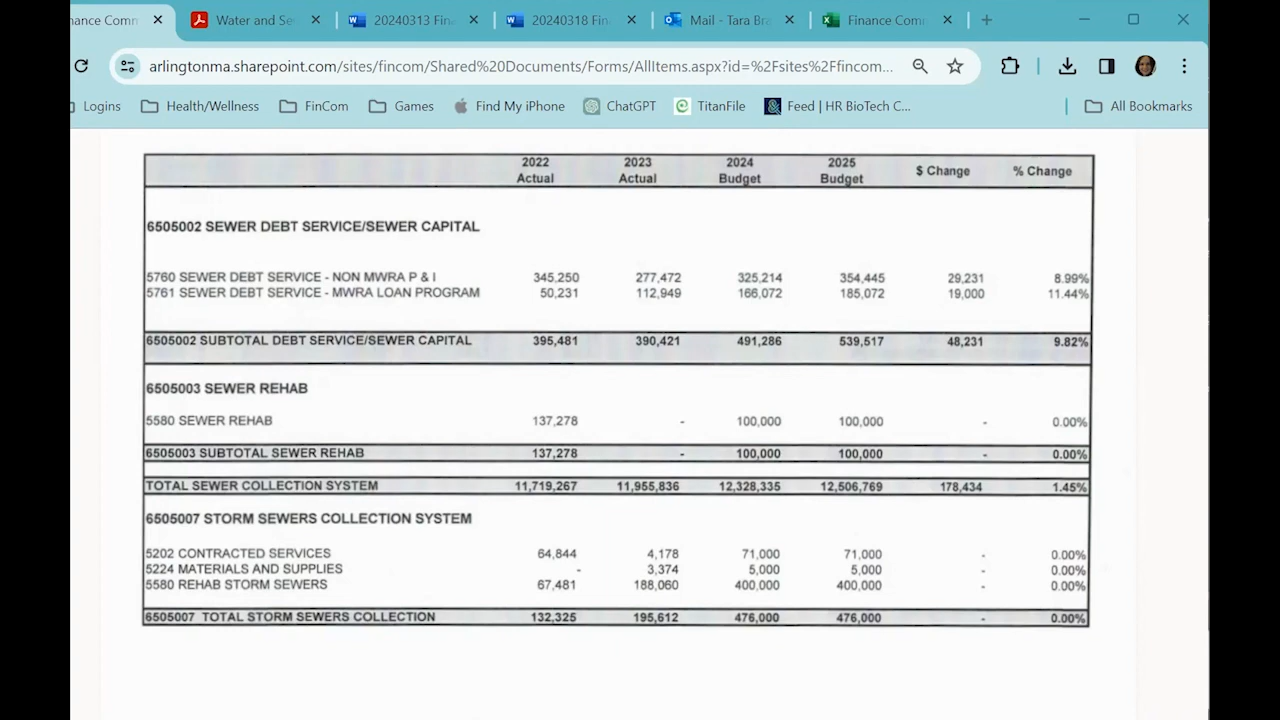 nance Comm
Water and Se
20240313 Fin
20240318 Fin
Mail - Tara Bra
Finance Com
arlingtonma.sharepoint.com/sites/fincom/Shared%20Documents/Forms/AllItems.aspx?id=%2Fsites%2Ffincom...
Logins Health/Wellness FinCom Games Find My iPhone ChatGPT TitanFile Feed | HR BioTech C... All Bookmarks
2022 2023 2024 2025
Actual Actual Budget Budget $ Change % Change
6505002 SEWER DEBT SERVICE/SEWER CAPITAL
5760 SEWER DEBT SERVICE - NON MWRA P & I 345,250 277,472 325,214 354,445 29,231 8.99%
5761 SEWER DEBT SERVICE - MWRA LOAN PROGRAM 50,231 112,949 166,072 185,072 19,000 11.44%
6505002 SUBTOTAL DEBT SERVICE/SEWER CAPITAL 395,481 390,421 491,286 539,517 48,231 9.82%
6505003 SEWER REHAB
5580 SEWER REHAB 137,278 - 100,000 100,000 - 0.00%
6505003 SUBTOTAL SEWER REHAB 137,278 - 100,000 100,000 - 0.00%
TOTAL SEWER COLLECTION SYSTEM 11,719,267 11,955,836 12,328,335 12,506,769 178,434 1.45%
6505007 STORM SEWERS COLLECTION SYSTEM
5202 CONTRACTED SERVICES 64,844 4,178 71,000 71,000 - 0.00%
5224 MATERIALS AND SUPPLIES - 3,374 5,000 5,000 - 0.00%
5580 REHAB STORM SEWERS 67,481 188,060 400,000 400,000 - 0.00%
6505007 TOTAL STORM SEWERS COLLECTION 132,325 195,612 476,000 476,000 - 0.00%